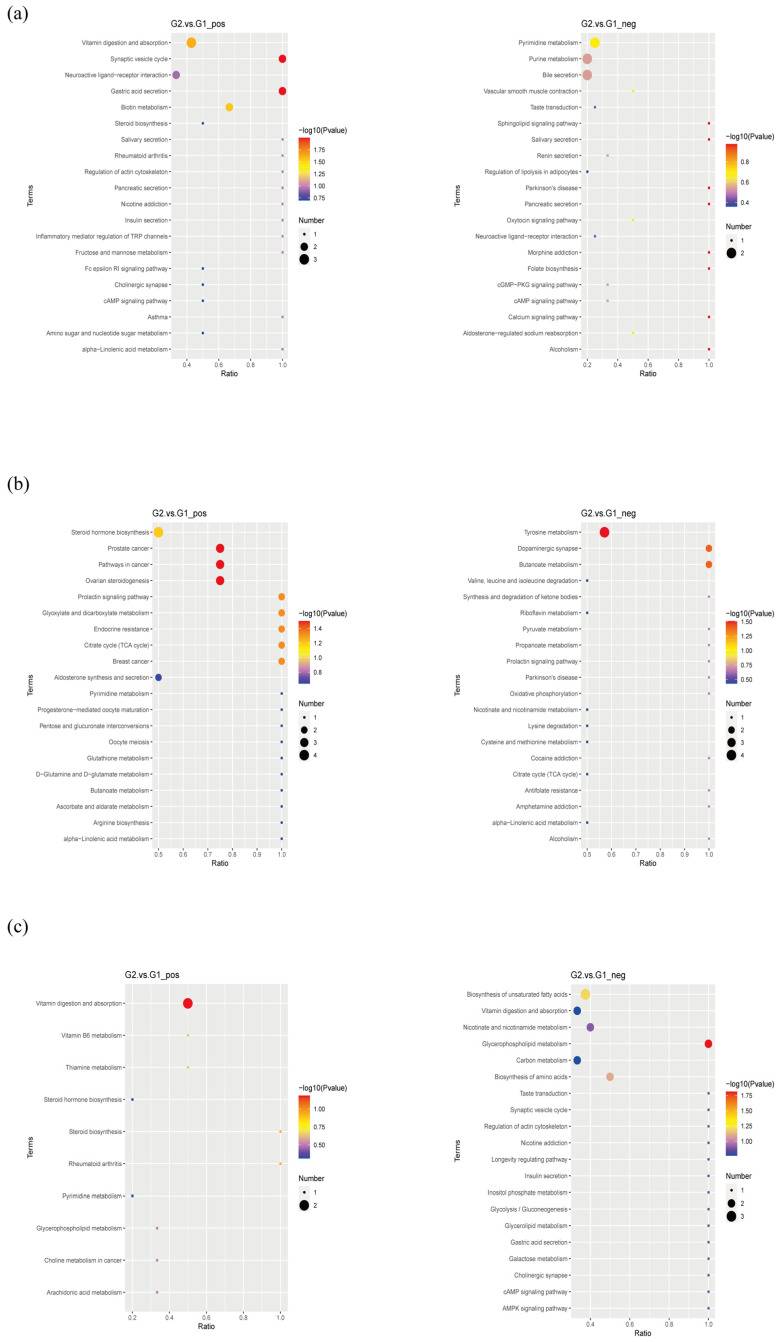 (a)
G2.vs.G1_pos
Vitamin digestion and absorption
Synaptic vesicle cycle
Neuroactive ligand−receptor interaction
Gastric acid secretion
Biotin metabolism
Steroid biosynthesis
Salivary secretion
Rheumatoid arthritis
Regulation of actin cytoskeleton
Pancreatic secretion
Nicotine addiction
Insulin secretion
Inflammatory mediator regulation of TRP channels
Fructose and mannose metabolism
Fc epsilon RI signaling pathway
Cholinergic synapse
cAMP signaling pathway
Asthma
Amino sugar and nucleotide sugar metabolism
alpha−Linolenic acid metabolism
Terms
0.4 0.6 0.8 1.0
Ratio
−log10(Pvalue)
1.75
1.50
1.25
1.00
0.75
Number
1
2
3
G2.vs.G1_neg
Pyrimidine metabolism
Purine metabolism
Bile secretion
Vascular smooth muscle contraction
Taste transduction
Sphingolipid signaling pathway
Salivary secretion
Renin secretion
Regulation of lipolysis in adipocytes
Parkinson's disease
Pancreatic secretion
Oxytocin signaling pathway
Neuroactive ligand−receptor interaction
Morphine addiction
Folate biosynthesis
cGMP−PKG signaling pathway
cAMP signaling pathway
Calcium signaling pathway
Aldosterone−regulated sodium reabsorption
Alcoholism
Terms
0.2 0.4 0.6 0.8 1.0
Ratio
−log10(Pvalue)
0.8
0.6
0.4
Number
1
2
(b)
G2.vs.G1_pos
Steroid hormone biosynthesis
Prostate cancer
Pathways in cancer
Ovarian steroidogenesis
Prolactin signaling pathway
Glyoxylate and dicarboxylate metabolism
Endocrine resistance
Citrate cycle (TCA cycle)
Breast cancer
Aldosterone synthesis and secretion
Pyrimidine metabolism
Progesterone−mediated oocyte maturation
Pentose and glucuronate interconversions
Oocyte meiosis
Glutathione metabolism
D−Glutamine and D−glutamate metabolism
Butanoate metabolism
Ascorbate and aldarate metabolism
Arginine biosynthesis
alpha−Linolenic acid metabolism
Terms
0.5 0.6 0.7 0.8 0.9 1.0
Ratio
−log10(Pvalue)
1.4
1.2
1.0
0.8
Number
1
2
3
4
G2.vs.G1_neg
Tyrosine metabolism
Dopaminergic synapse
Butanoate metabolism
Valine, leucine and isoleucine degradation
Synthesis and degradation of ketone bodies
Riboflavin metabolism
Pyruvate metabolism
Propanoate metabolism
Prolactin signaling pathway
Parkinson's disease
Oxidative phosphorylation
Nicotinate and nicotinamide metabolism
Lysine degradation
Cysteine and methionine metabolism
Cocaine addiction
Citrate cycle (TCA cycle)
Antifolate resistance
Amphetamine addiction
alpha−Linolenic acid metabolism
Alcoholism
Terms
0.5 0.6 0.7 0.8 0.9 1.0
Ratio
−log10(Pvalue)
1.50
1.25
1.00
0.75
0.50
Number
1
2
3
4
(c)
G2.vs.G1_pos
Vitamin digestion and absorption
Vitamin B6 metabolism
Thiamine metabolism
Steroid hormone biosynthesis
Steroid biosynthesis
Rheumatoid arthritis
Pyrimidine metabolism
Glycerophospholipid metabolism
Choline metabolism in cancer
Arachidonic acid metabolism
Terms
0.2 0.4 0.6 0.8 1.0
Ratio
−log10(Pvalue)
1.00
0.75
0.50
Number
1
2
G2.vs.G1_neg
Biosynthesis of unsaturated fatty acids
Vitamin digestion and absorption
Nicotinate and nicotinamide metabolism
Glycerophospholipid metabolism
Carbon metabolism
Biosynthesis of amino acids
Taste transduction
Synaptic vesicle cycle
Regulation of actin cytoskeleton
Nicotine addiction
Longevity regulating pathway
Insulin secretion
Inositol phosphate metabolism
Glycolysis / Gluconeogenesis
Glycerolipid metabolism
Gastric acid secretion
Galactose metabolism
Cholinergic synapse
cAMP signaling pathway
AMPK signaling pathway
Terms
0.4 0.6 0.8 1.0
Ratio
−log10(Pvalue)
1.75
1.50
1.25
1.00
Number
1
2
3